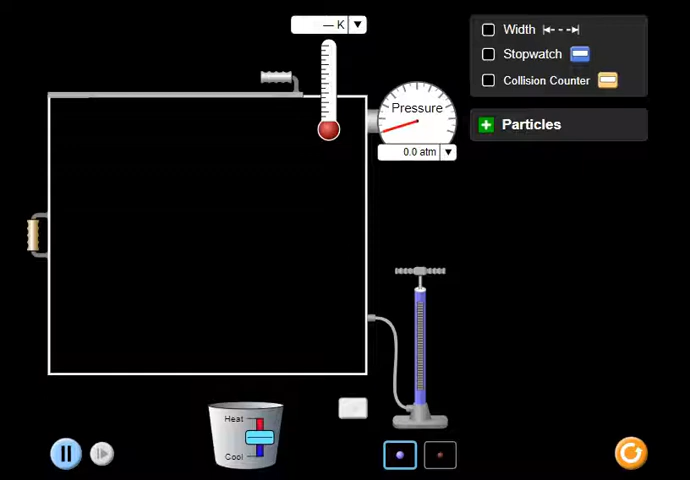 — K
Width
Stopwatch
Collision Counter
Pressure
0.0 atm
Particles
Heat
Cool